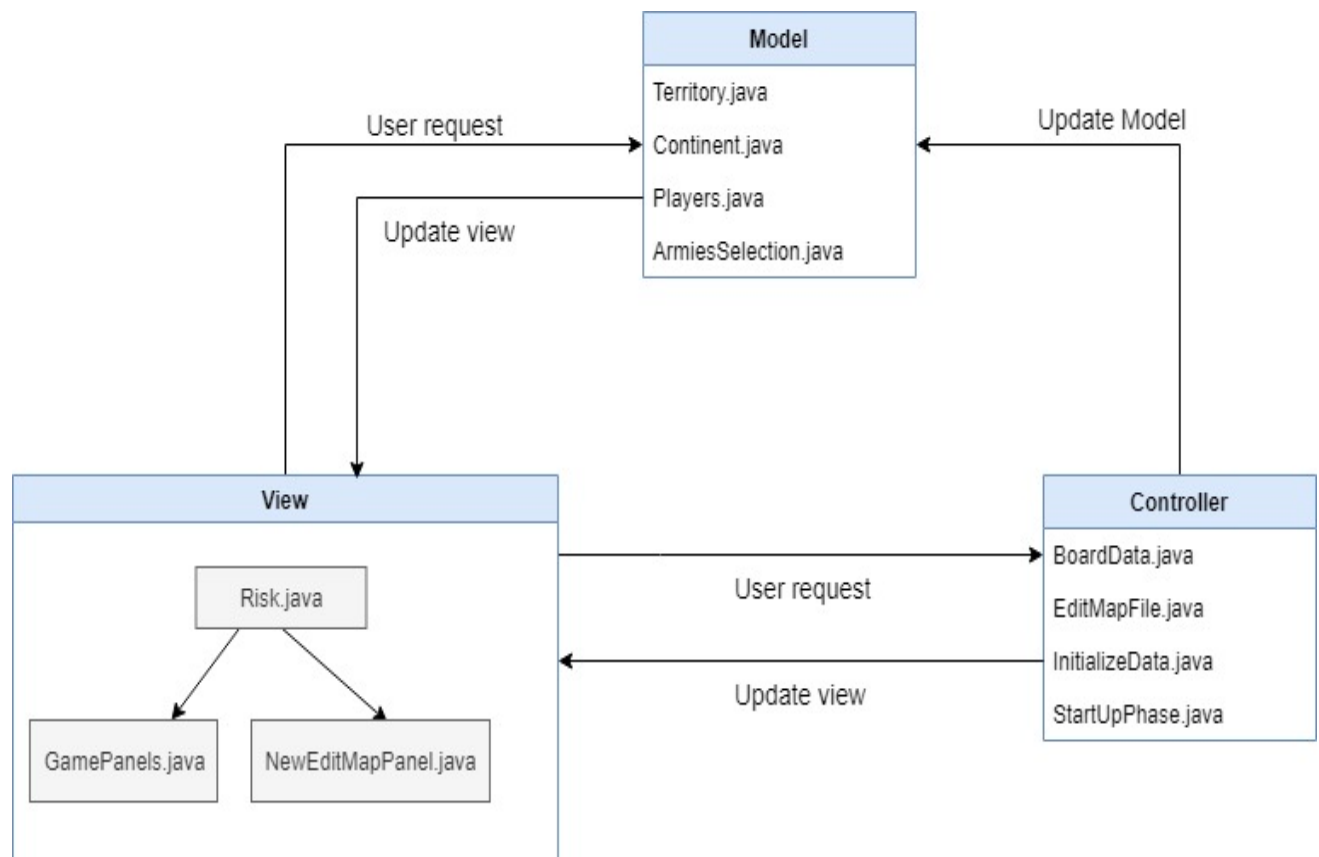 Model
Territory.java
Continent.java
Players.java
ArmiesSelection.java
User request
Update view
Update Model
View
Risk.java
GamePanels.java
NewEditMapPanel.java
User request
Update view
Controller
BoardData.java
EditMapFile.java
InitializeData.java
StartUpPhase.java